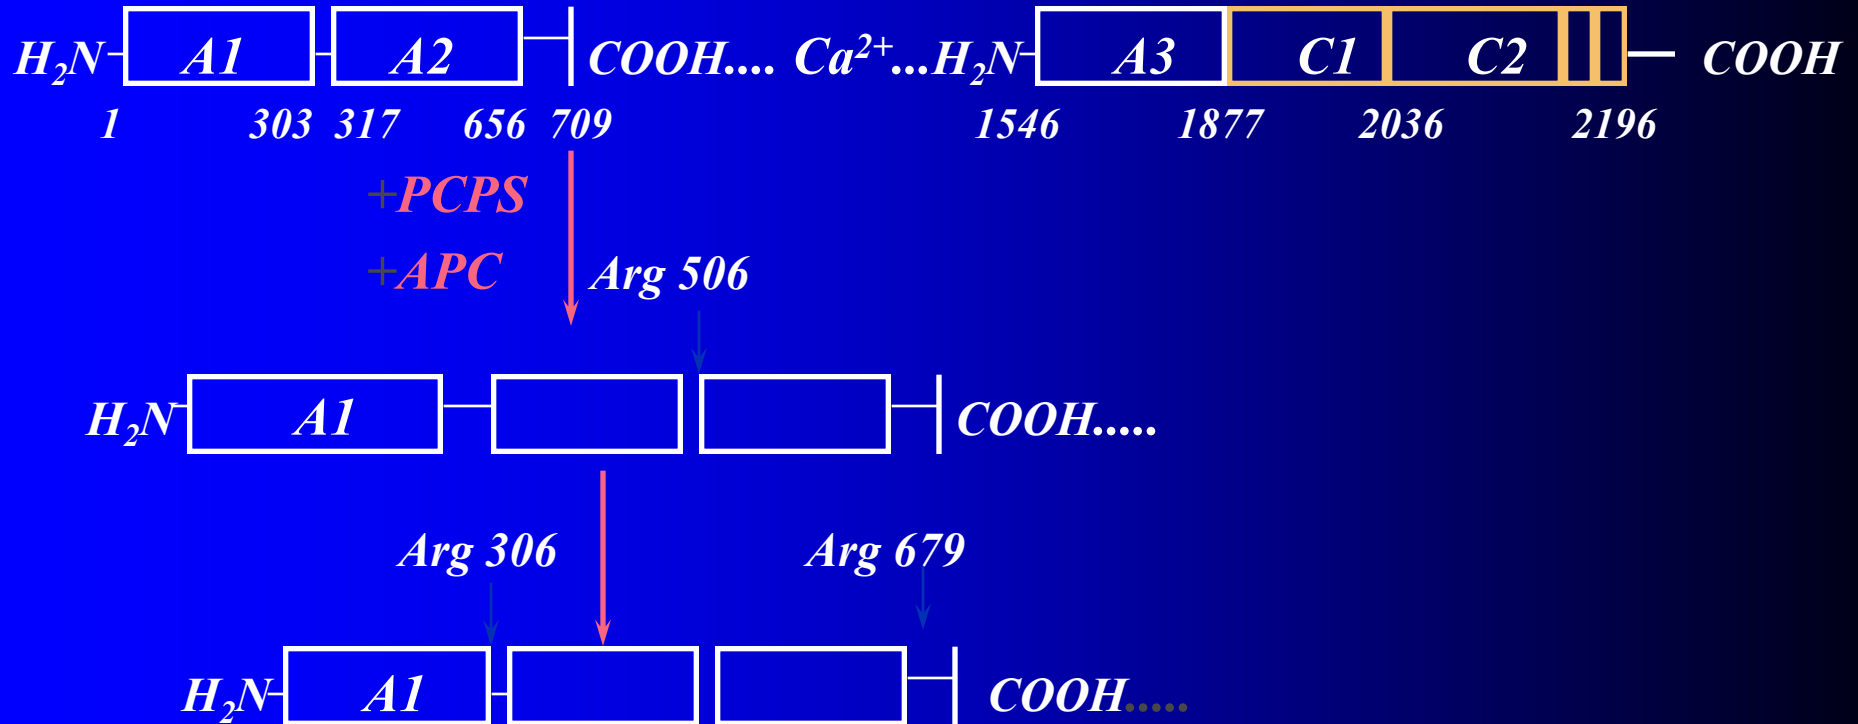 H₂N A1 A2 COOH.... Ca²⁺...H₂N A3 C1 C2 COOH
1 303 317 656 709 1546 1877 2036 2196
+PCPS
+APC Arg 506
H₂N A1 COOH.....
Arg 306 Arg 679
H₂N A1 COOH.....